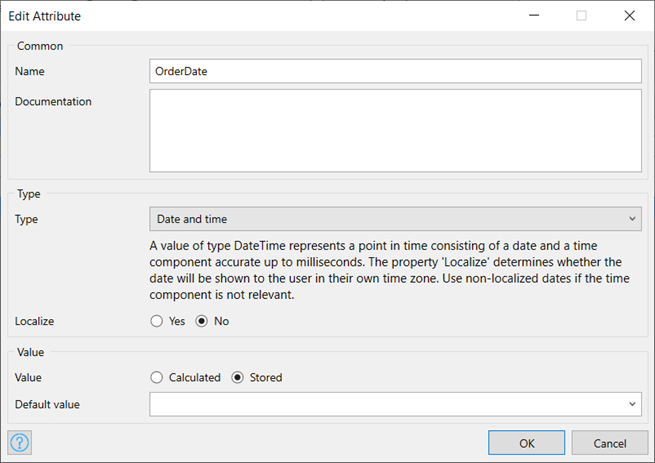 Edit Attribute
Common
Name OrderDate
Documentation
Type
Type Date and time
A value of type DateTime represents a point in time consisting of a date and a time
component accurate up to milliseconds. The property 'Localize' determines whether the
date will be shown to the user in their own time zone. Use non-localized dates if the time
component is not relevant.
Localize Yes No
Value
Value Calculated Stored
Default value
? OK Cancel